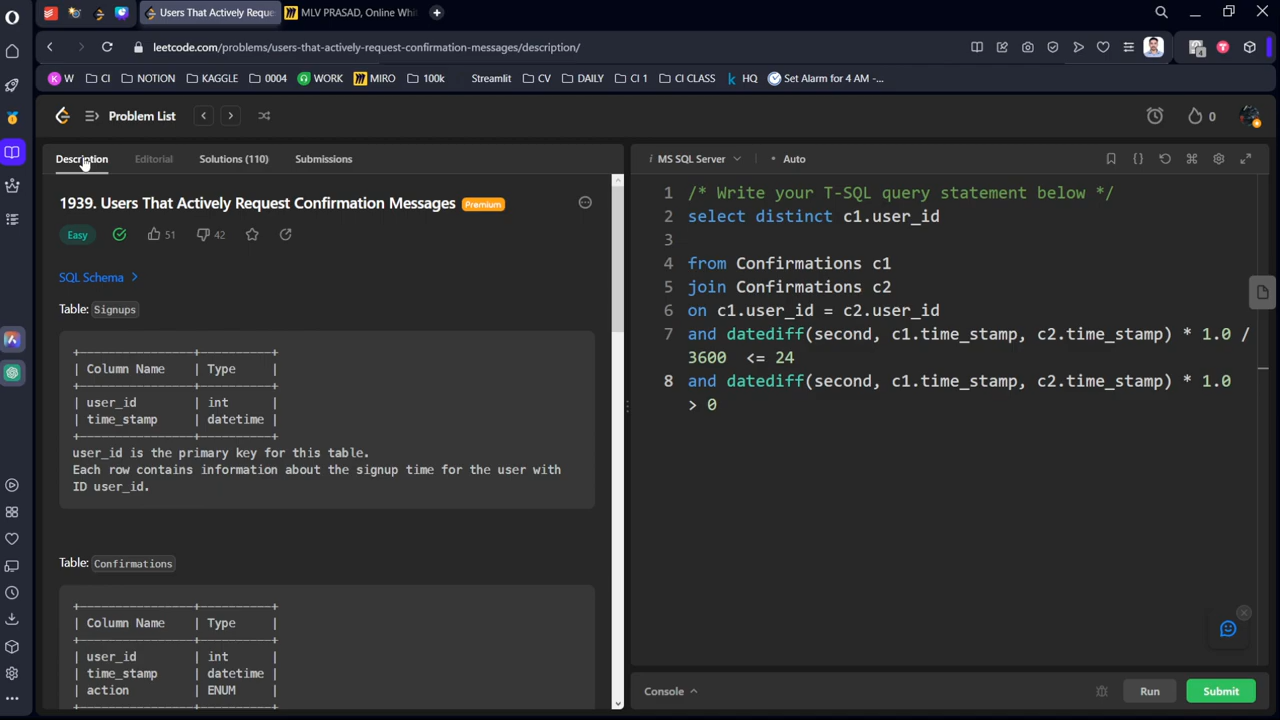 Users That Actively Reque
MLV PRASAD, Online Whit
leetcode.com/problems/users-that-actively-request-confirmation-messages/description/
K W CI NOTION KAGGLE 0004 WORK MIRO 100k Streamlit CV DAILY CI 1 CI CLASS k HQ Set Alarm for 4 AM -...
Problem List
0
Description Editorial Solutions (110) Submissions
1939. Users That Actively Request Confirmation Messages Premium
Easy 51 42
SQL Schema >
Table: Signups
+----------------+----------+
| Column Name | Type |
+----------------+----------+
| user_id | int |
| time_stamp | datetime |
+----------------+----------+
user_id is the primary key for this table.
Each row contains information about the signup time for the user with
ID user_id.
Table: Confirmations
+----------------+----------+
| Column Name | Type |
+----------------+----------+
| user_id | int |
| time_stamp | datetime |
| action | ENUM |
+----------------+----------+
i MS SQL Server • Auto
1 /* Write your T-SQL query statement below */
2 select distinct c1.user_id
3
4 from Confirmations c1
5 join Confirmations c2
6 on c1.user_id = c2.user_id
7 and datediff(second, c1.time_stamp, c2.time_stamp) * 1.0 /
3600 <= 24
8 and datediff(second, c1.time_stamp, c2.time_stamp) * 1.0
> 0
Console
Run
Submit